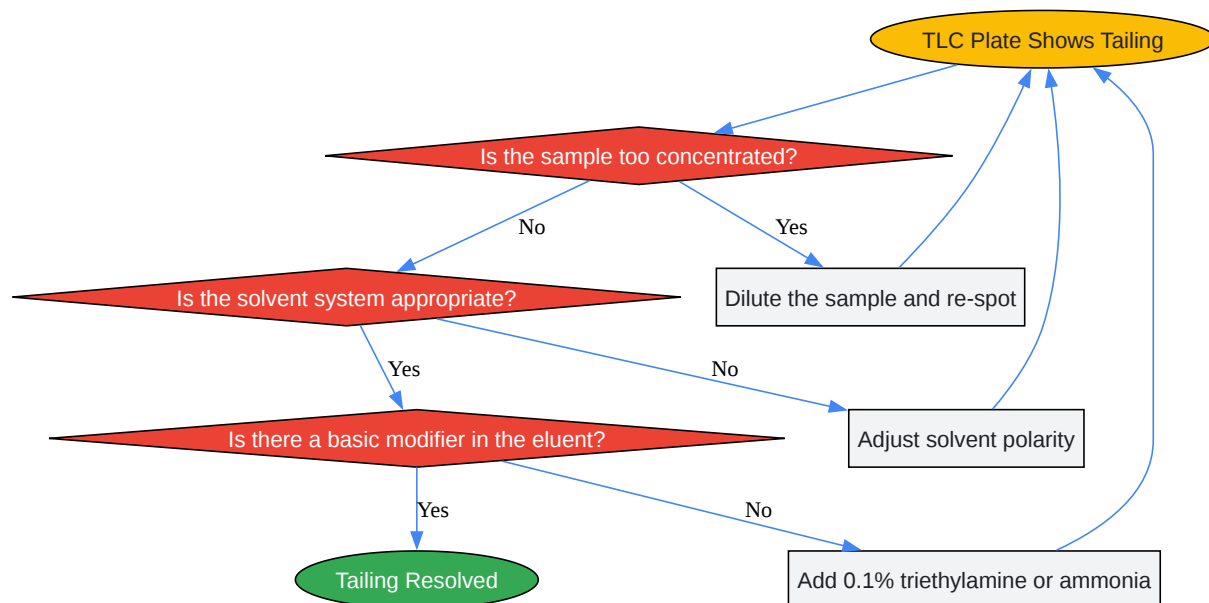 TLC Plate Shows Tailing
Is the sample too concentrated?
No
Yes
Is the solvent system appropriate?
Dilute the sample and re-spot
Yes
No
Is there a basic modifier in the eluent?
Adjust solvent polarity
Yes
No
Tailing Resolved
Add 0.1% triethylamine or ammonia